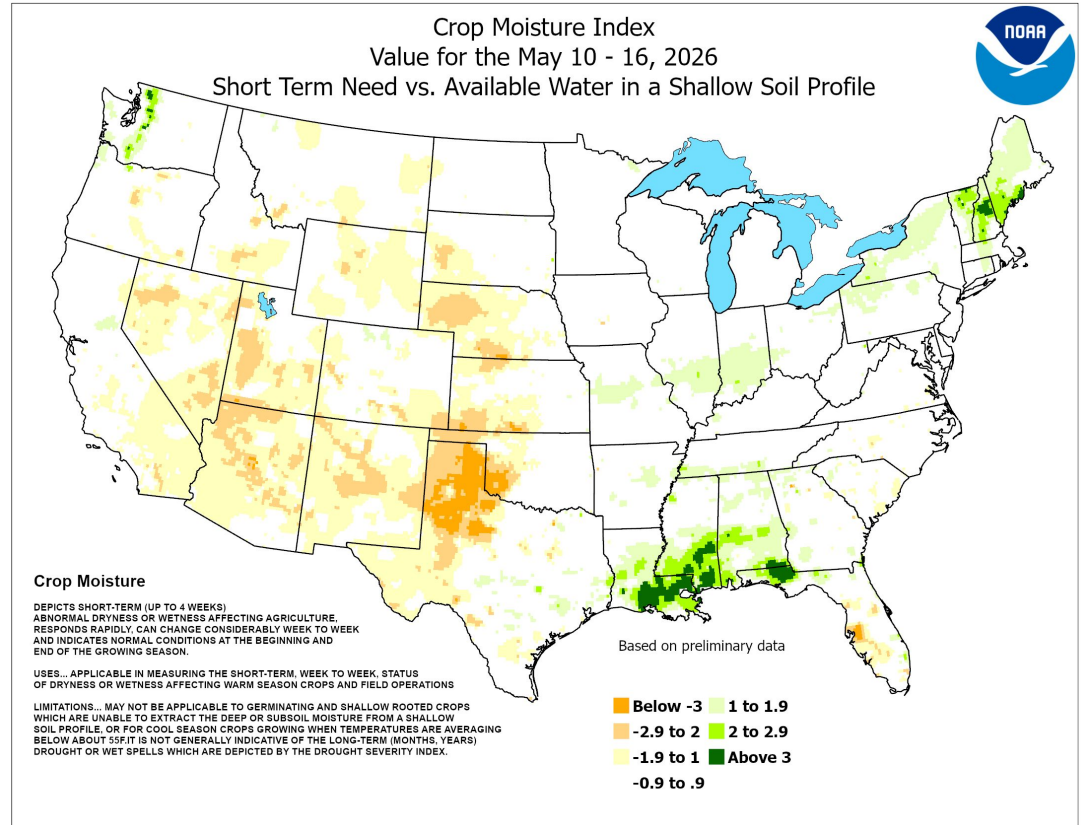 Crop Moisture Index
Value for the May 10 - 16, 2026
Short Term Need vs. Available Water in a Shallow Soil Profile
NOAA
Crop Moisture
DEPICTS SHORT-TERM (UP TO 4 WEEKS)
ABNORMAL DRYNESS OR WETNESS AFFECTING AGRICULTURE,
RESPONDS RAPIDLY, CAN CHANGE CONSIDERABLY WEEK TO WEEK
AND INDICATES NORMAL CONDITIONS AT THE BEGINNING AND
END OF THE GROWING SEASON.
USES... APPLICABLE IN MEASURING THE SHORT-TERM, WEEK TO WEEK, STATUS
OF DRYNESS OR WETNESS AFFECTING WARM SEASON CROPS AND FIELD OPERATIONS
LIMITATIONS... MAY NOT BE APPLICABLE TO GERMINATING AND SHALLOW ROOTED CROPS
WHICH ARE UNABLE TO EXTRACT THE DEEP OR SUBSOIL MOISTURE FROM A SHALLOW
SOIL PROFILE, OR FOR COOL SEASON CROPS GROWING WHEN TEMPERATURES ARE AVERAGING
BELOW ABOUT 55F.IT IS NOT GENERALLY INDICATIVE OF THE LONG-TERM (MONTHS, YEARS)
DROUGHT OR WET SPELLS WHICH ARE DEPICTED BY THE DROUGHT SEVERITY INDEX.
Based on preliminary data
Below -3
-2.9 to 2
-1.9 to 1
-0.9 to .9
1 to 1.9
2 to 2.9
Above 3